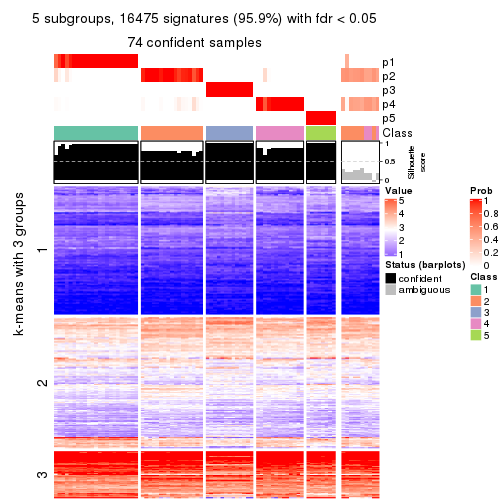 5 subgroups, 16475 signatures (95.9%) with fdr < 0.05
74 confident samples
p1
p2
p3
p4
p5
Class
1
0.5
0
Silhouette
score
k-means with 3 groups
1
2
3
Value
5
4
3
2
1
Status (barplots)
confident
ambiguous
Prob
1
0.8
0.6
0.4
0.2
0
Class
1
2
3
4
5